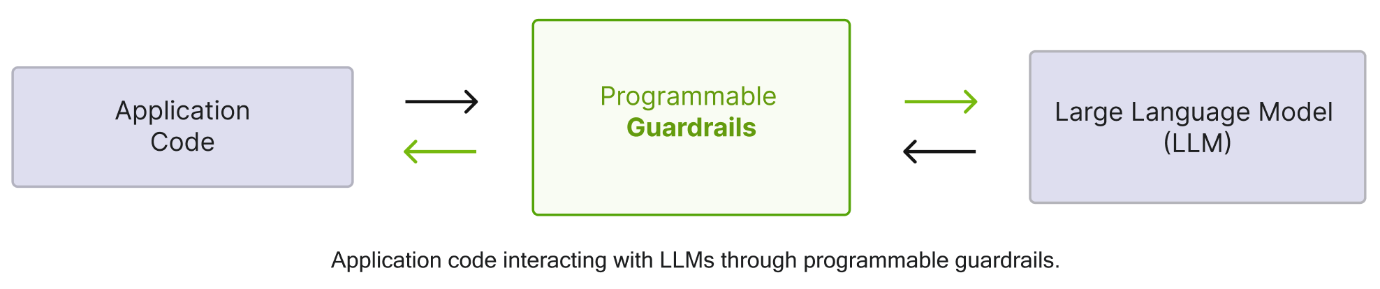 Application
Code
Programmable
Guardrails
Large Language Model
(LLM)
Application code interacting with LLMs through programmable guardrails.